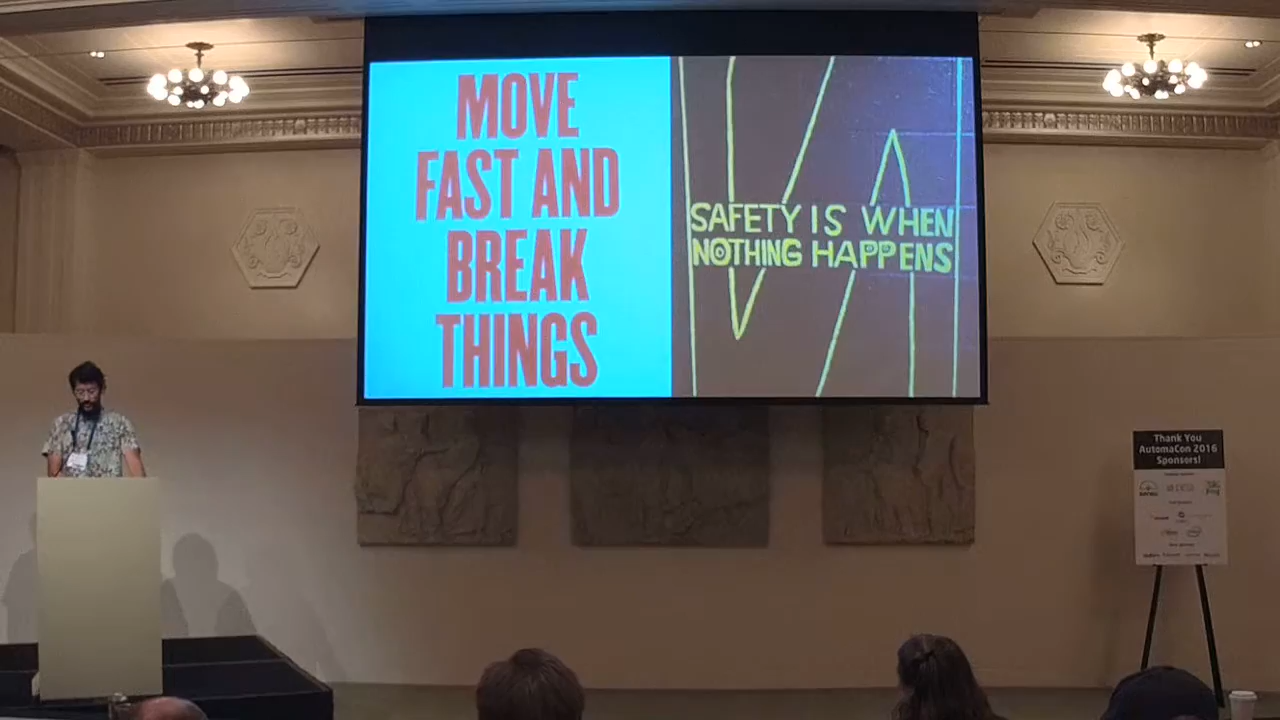 MOVE
FAST AND
BREAK
THINGS
SAFETY IS WHEN
NOTHING HAPPENS
Thank You
AutomaCon 2016
Sponsors!